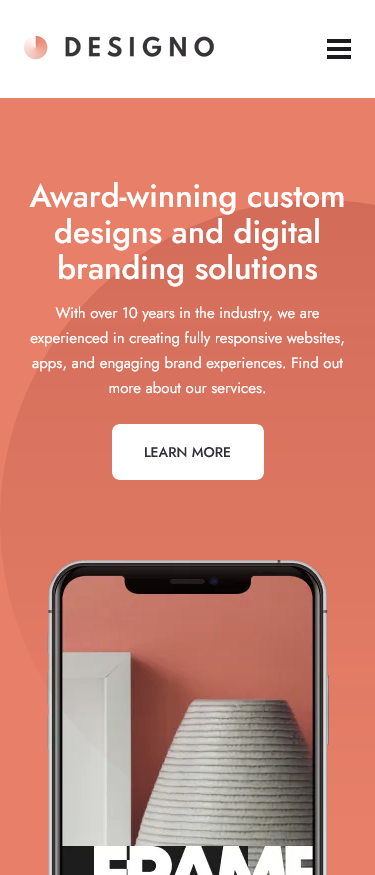 DESIGNO
Award-winning custom
designs and digital
branding solutions
With over 10 years in the industry, we are
experienced in creating fully responsive websites,
apps, and engaging brand experiences. Find out
more about our services.
LEARN MORE
FRAME